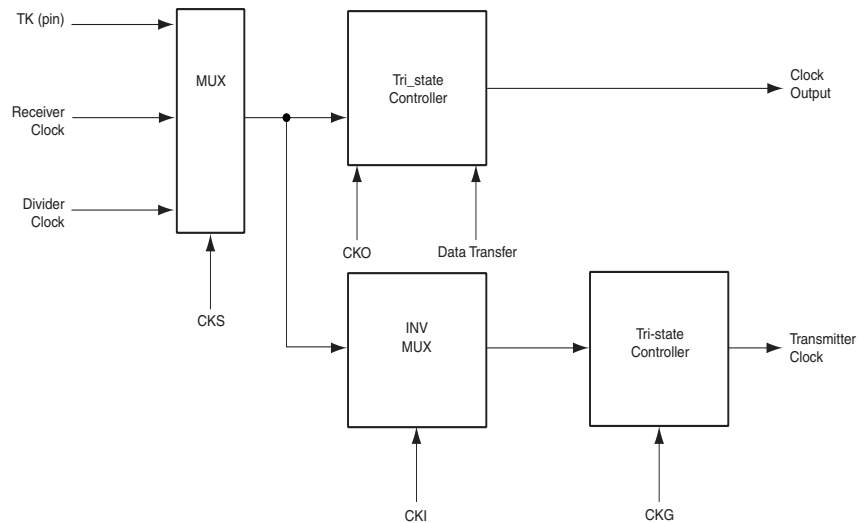 TK (pin)
MUX
Tri_state
Controller
Clock
Output
Receiver
Clock
Divider
Clock
CKO
Data Transfer
CKS
INV
MUX
Tri-state
Controller
Transmitter
Clock
CKI
CKG